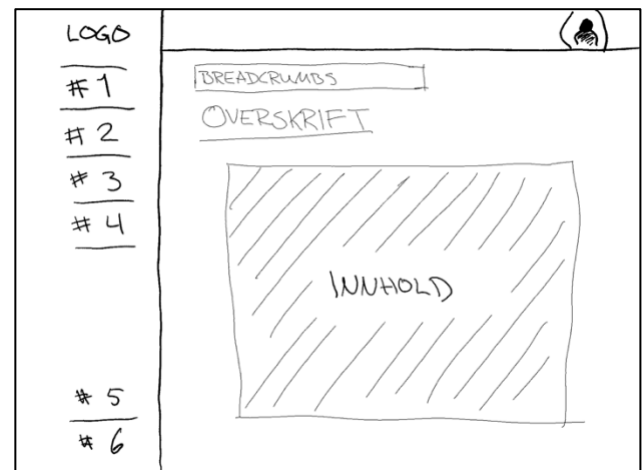 LOGO
# 1
# 2
# 3
# 4
# 5
# 6
BREADCRUMBS
OVERSKRIFT
INNHOLD